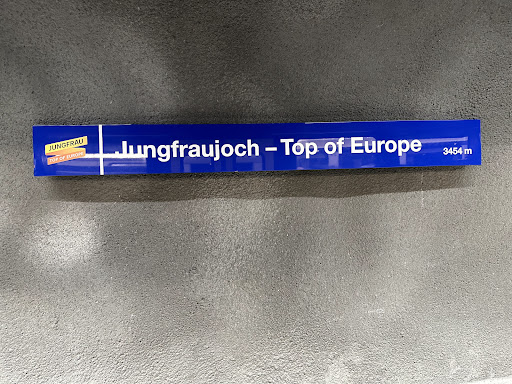 JUNGFRAU
TOP OF EUROPE
Jungfraujoch – Top of Europe
3454 m